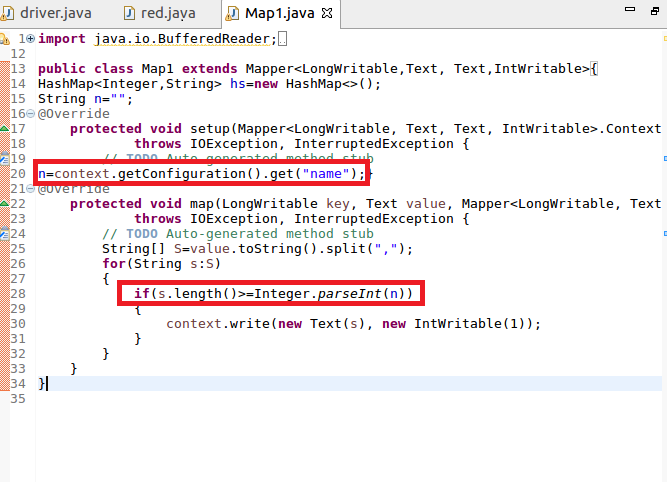 driver.java red.java Map1.java
1 import java.io.BufferedReader;
12
13 public class Map1 extends Mapper<LongWritable,Text, Text,IntWritable>{
14 HashMap<Integer,String> hs=new HashMap<>();
15 String n="";
16 @Override
17 protected void setup(Mapper<LongWritable, Text, Text, IntWritable>.Context
18 throws IOException, InterruptedException {
19 // TODO Auto-generated method stub
20 n=context.getConfiguration().get("name");}
21 @Override
22 protected void map(LongWritable key, Text value, Mapper<LongWritable, Text
23 throws IOException, InterruptedException {
24 // TODO Auto-generated method stub
25 String[] S=value.toString().split(",");
26 for(String s:S)
27 {
28 if(s.length()>=Integer.parseInt(n))
29 {
30 context.write(new Text(s), new IntWritable(1));
31 }
32 }
33 }
34 }
35